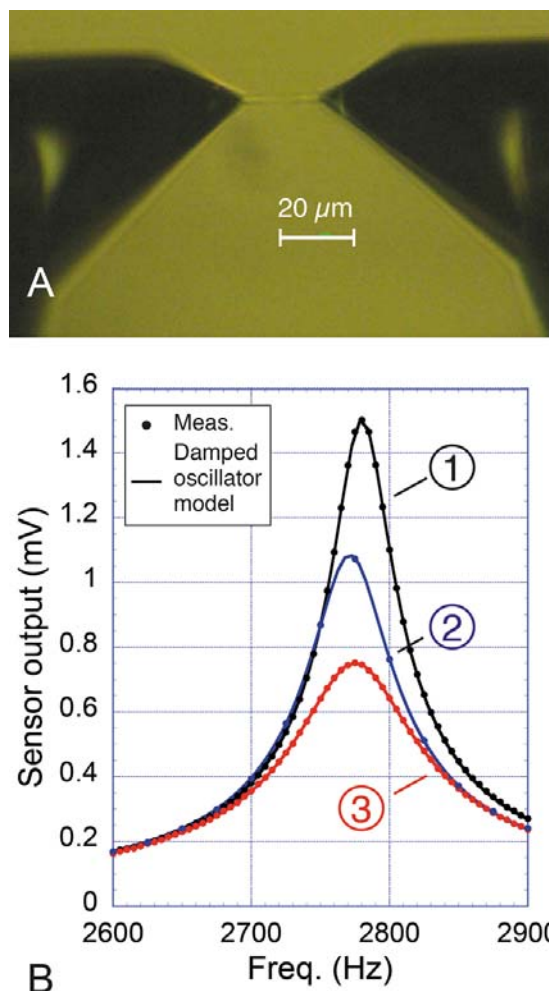 20 μm
A
1.6
1.4
1.2
1
0.8
0.6
0.4
0.2
0
Sensor output (mV)
Meas.
Damped
oscillator
model
1
2
3
2600 2700 2800 2900
Freq. (Hz)
B